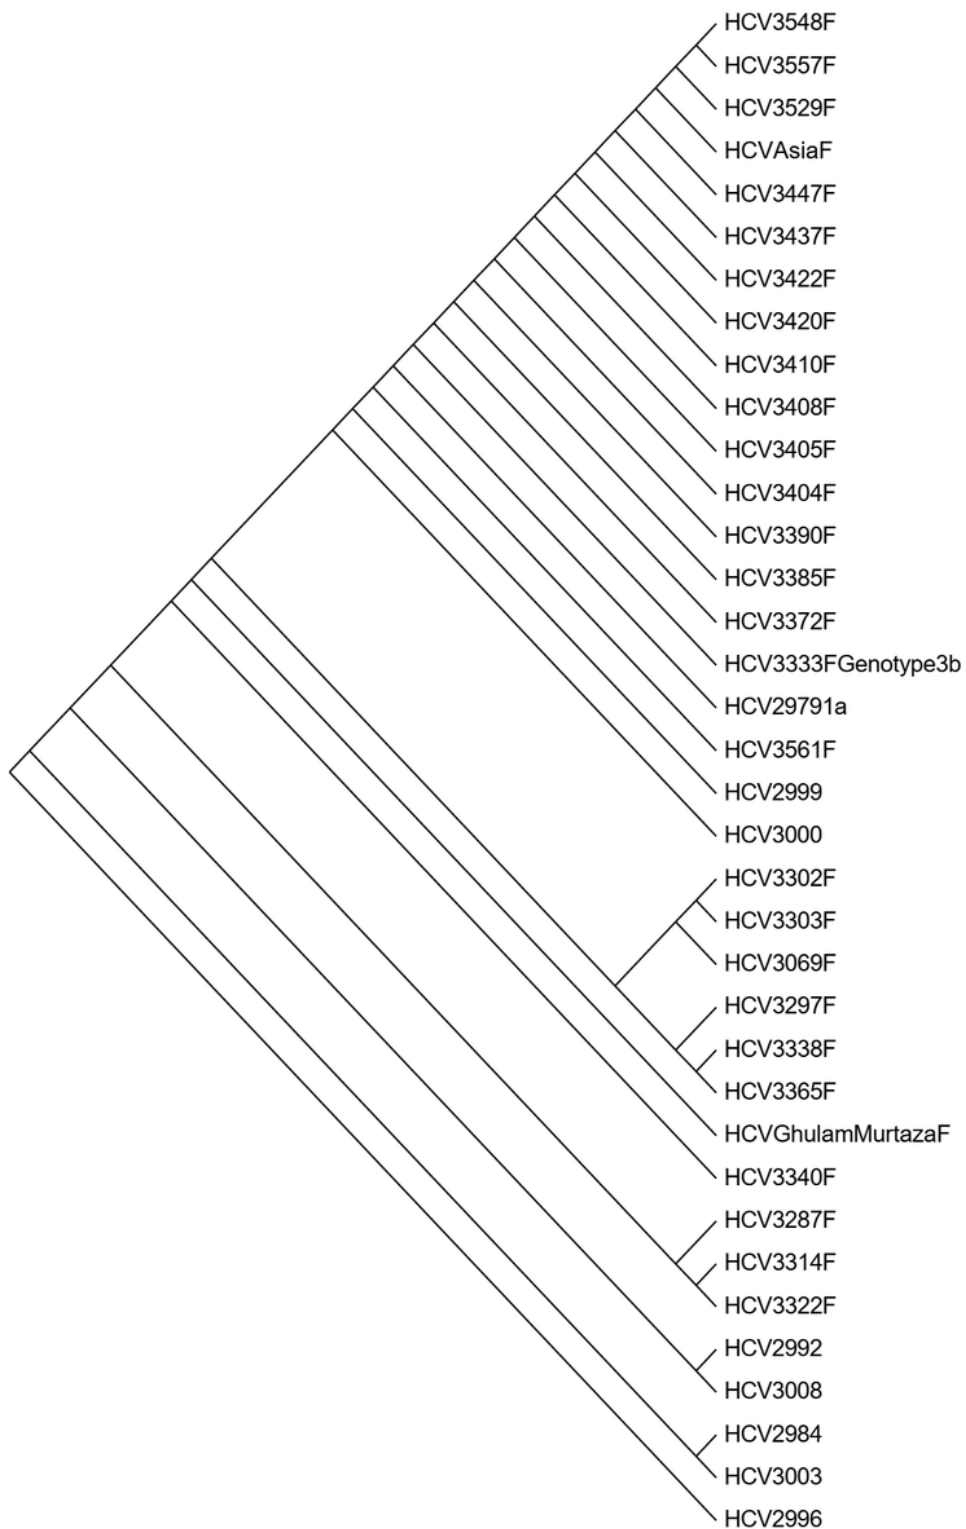 HCV3548F
HCV3557F
HCV3529F
HCVAsiaF
HCV3447F
HCV3437F
HCV3422F
HCV3420F
HCV3410F
HCV3408F
HCV3405F
HCV3404F
HCV3390F
HCV3385F
HCV3372F
HCV3333FGenotype3b
HCV29791a
HCV3561F
HCV2999
HCV3000
HCV3302F
HCV3303F
HCV3069F
HCV3297F
HCV3338F
HCV3365F
HCVGhulamMurtazaF
HCV3340F
HCV3287F
HCV3314F
HCV3322F
HCV2992
HCV3008
HCV2984
HCV3003
HCV2996